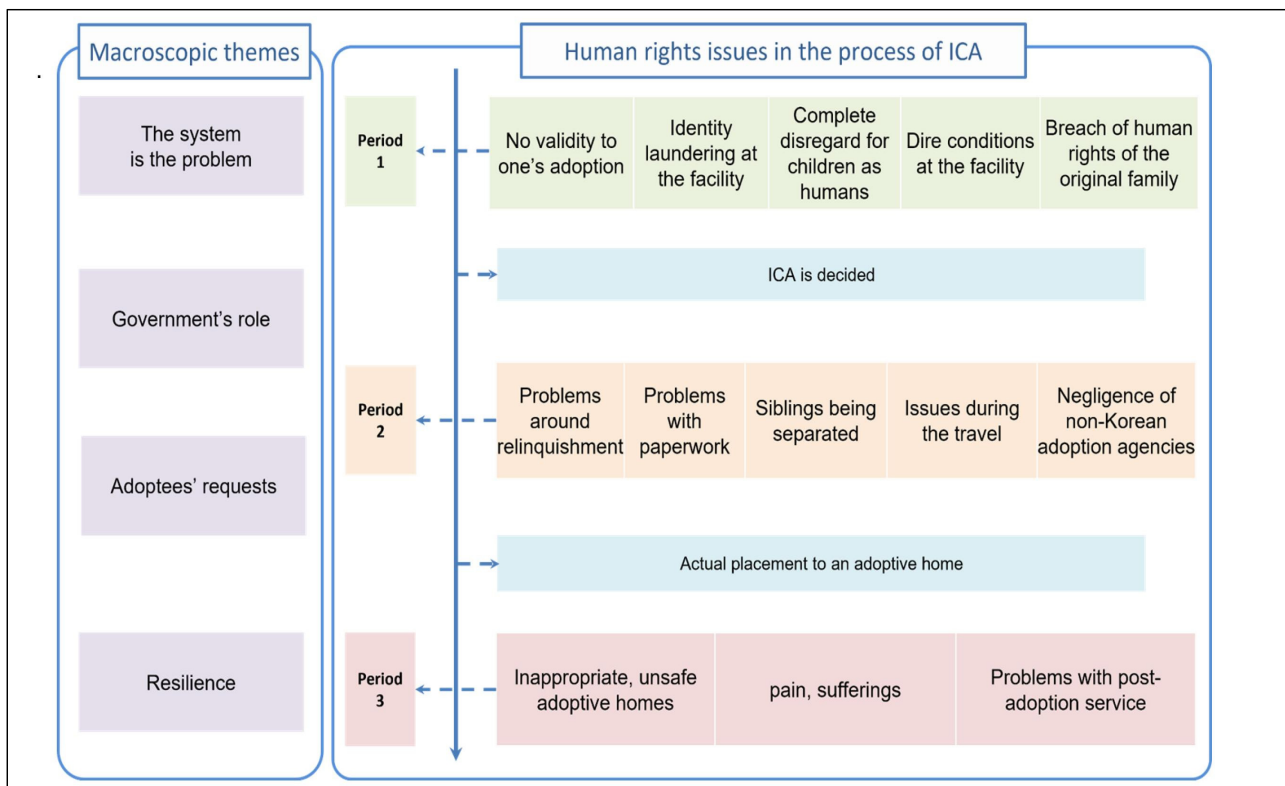 Macroscopic themes
The system
is the problem
Government’s role
Adoptees’ requests
Resilience
Human rights issues in the process of ICA
Period
1
No validity to
one’s adoption
Identity
laundering at
the facility
Complete
disregard for
children as
humans
Dire conditions
at the facility
Breach of human
rights of the
original family
ICA is decided
Period
2
Problems
around
relinquishment
Problems
with
paperwork
Siblings being
separated
Issues during
the travel
Negligence of
non-Korean
adoption agencies
Actual placement to an adoptive home
Period
3
Inappropriate, unsafe
adoptive homes
pain, sufferings
Problems with post-
adoption service